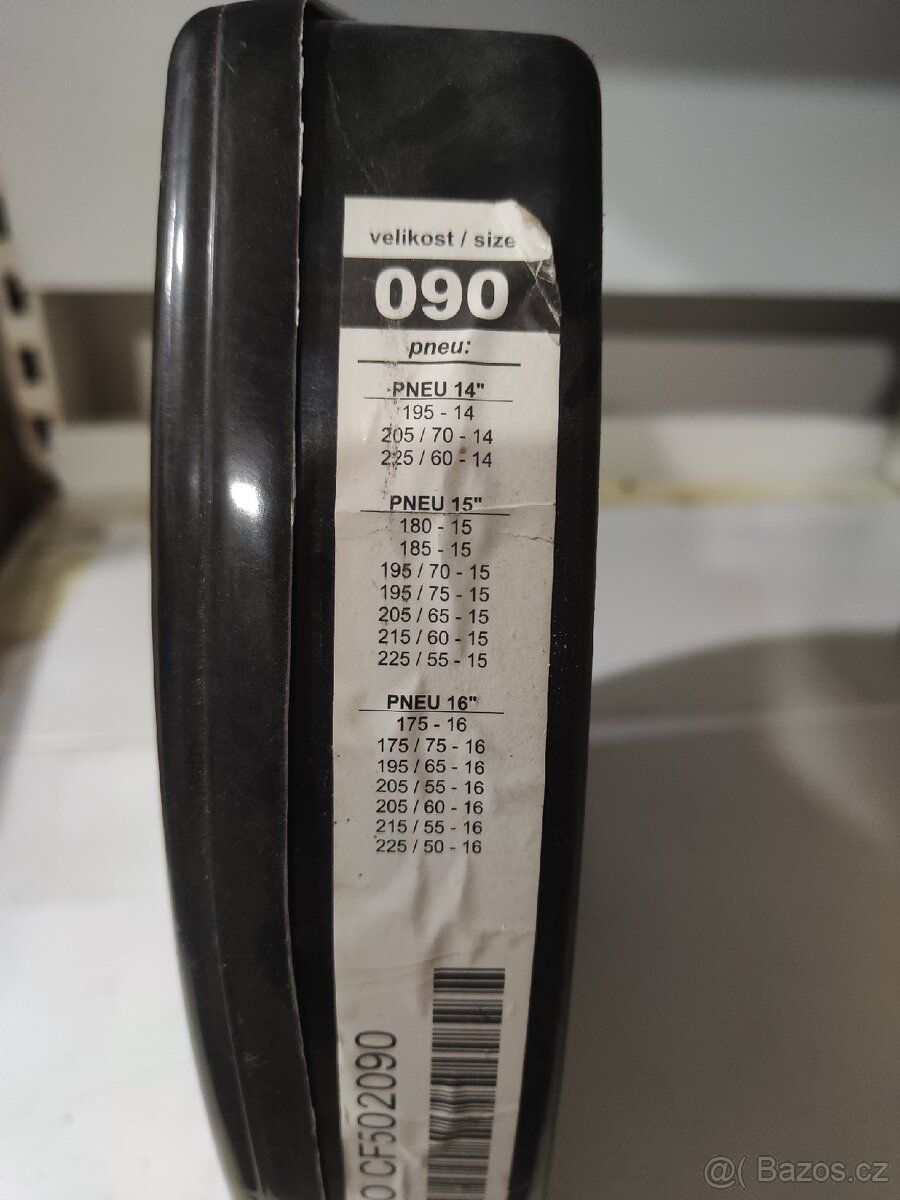 velikost / size
090
pneu:
PNEU 14"
195 - 14
205 / 70 - 14
225 / 60 - 14
PNEU 15"
180 - 15
185 - 15
195 / 70 - 15
195 / 75 - 15
205 / 65 - 15
215 / 60 - 15
225 / 55 - 15
PNEU 16"
175 - 16
175 / 75 - 16
195 / 65 - 16
205 / 55 - 16
205 / 60 - 16
215 / 55 - 16
225 / 50 - 16
0 CF502090
@( Bazos.cz